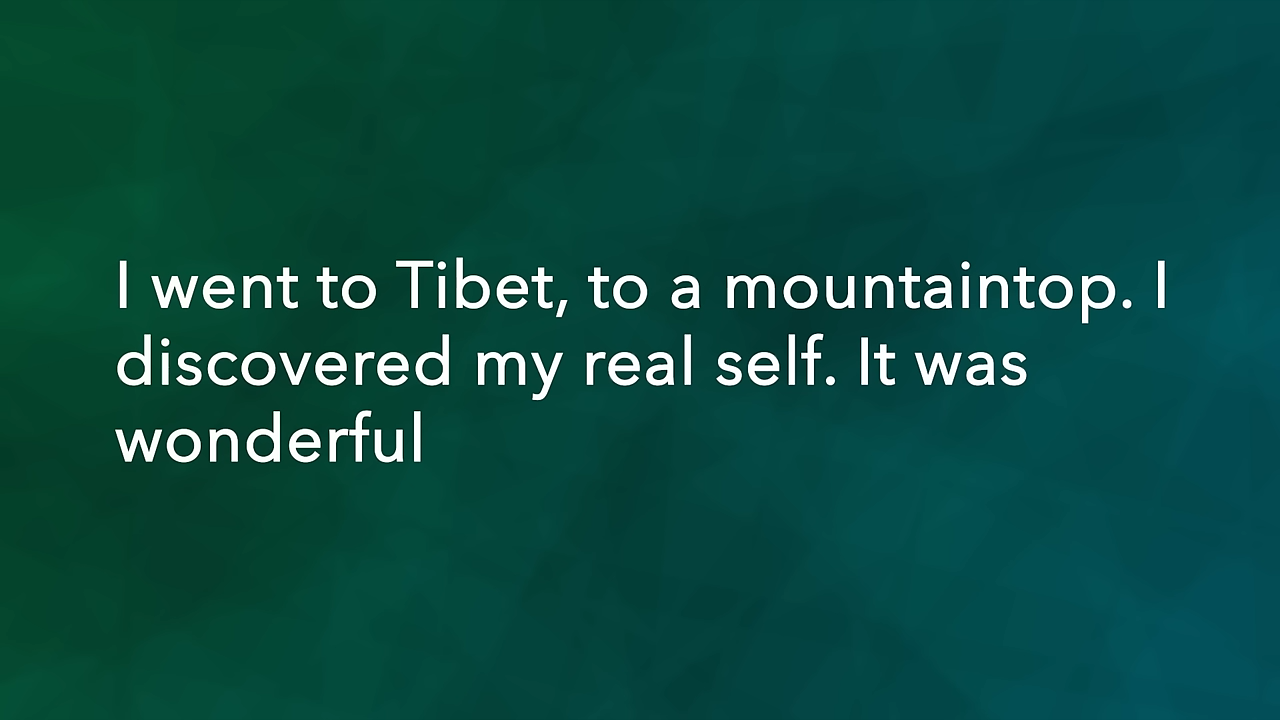 I went to Tibet, to a mountaintop. I
discovered my real self. It was
wonderful